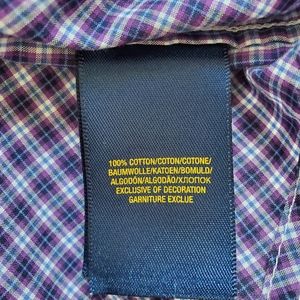 100% COTTON/COTON/COTONE/
BAUMWOLLE/KATOEN/BOMULD/
ALGODÓN/ALGODÃO/ХЛОПОК
EXCLUSIVE OF DECORATION
GARNITURE EXCLUE